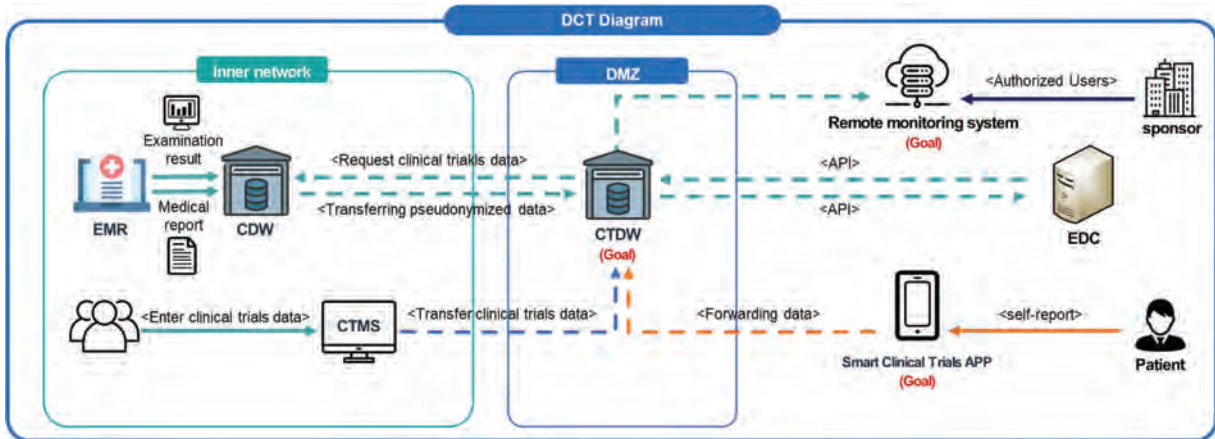 DCT Diagram
Inner network
DMZ
Examination
result
Medical
report
EMR
CDW
<Request clinical triakls data>
<Transferring pseudonymized data>
CTDW
(Goal)
Remote monitoring system
(Goal)
<Authorized Users>
sponsor
<API>
<API>
EDC
<Enter clinical trials data>
CTMS
<Transfer clinical trials data>
<Forwarding data>
Smart Clinical Trials APP
(Goal)
<self-report>
Patient